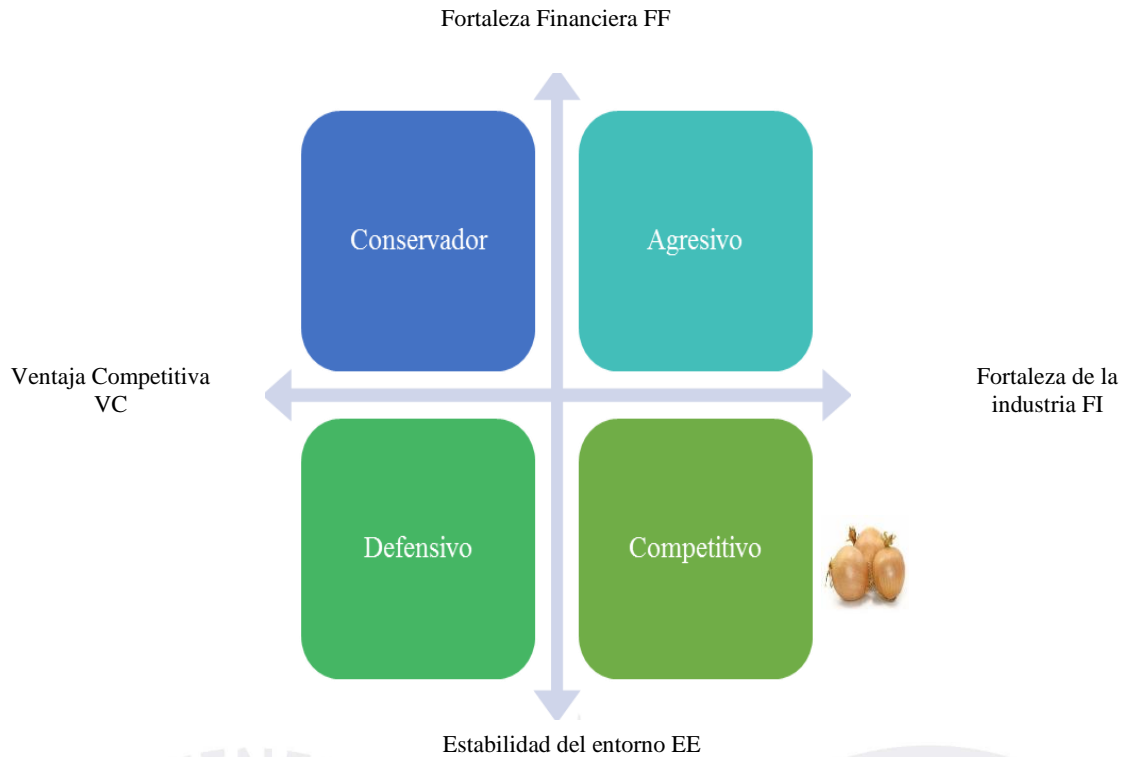 Fortaleza Financiera FF
Conservador
Agresivo
Ventaja Competitiva
VC
Fortaleza de la
industria FI
Defensivo
Competitivo
Estabilidad del entorno EE